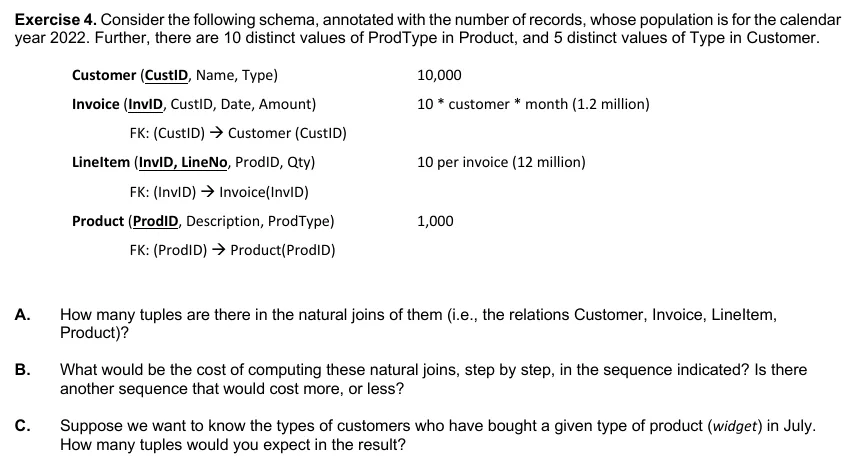 Exercise 4. Consider the following schema, annotated with the number of records, whose population is for the calendar
year 2022. Further, there are 10 distinct values of ProdType in Product, and 5 distinct values of Type in Customer.
Customer (CustID, Name, Type) 10,000
Invoice (InvID, CustID, Date, Amount) 10 * customer * month (1.2 million)
FK: (CustID) → Customer (CustID)
LineItem (InvID, LineNo, ProdID, Qty) 10 per invoice (12 million)
FK: (InvID) → Invoice(InvID)
Product (ProdID, Description, ProdType) 1,000
FK: (ProdID) → Product(ProdID)
A. How many tuples are there in the natural joins of them (i.e., the relations Customer, Invoice, LineItem,
Product)?
B. What would be the cost of computing these natural joins, step by step, in the sequence indicated? Is there
another sequence that would cost more, or less?
C. Suppose we want to know the types of customers who have bought a given type of product (widget) in July.
How many tuples would you expect in the result?